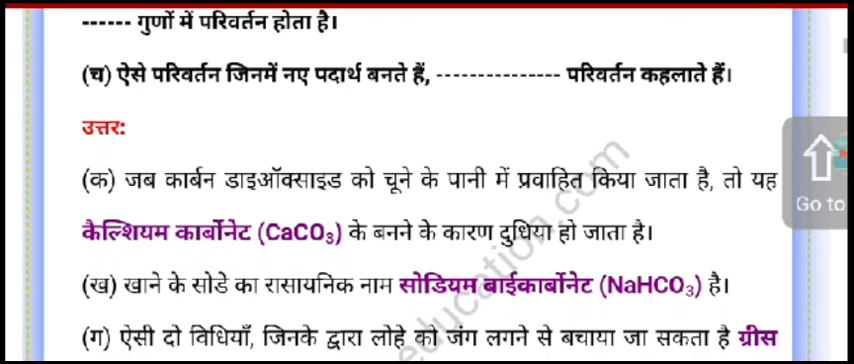 ------ गुणों में परिवर्तन होता है।
(च) ऐसे परिवर्तन जिनमें नए पदार्थ बनते हैं, --------------- परिवर्तन कहलाते हैं।
उत्तर:
(क) जब कार्बन डाइऑक्साइड को चूने के पानी में प्रवाहित किया जाता है, तो यह
कैल्शियम कार्बोनेट (CaCO₃) के बनने के कारण दुधिया हो जाता है।
(ख) खाने के सोडे का रासायनिक नाम सोडियम बाईकार्बोनेट (NaHCO₃) है।
(ग) ऐसी दो विधियाँ, जिनके द्वारा लोहे को जंग लगने से बचाया जा सकता है ग्रीस
Go to
education.com